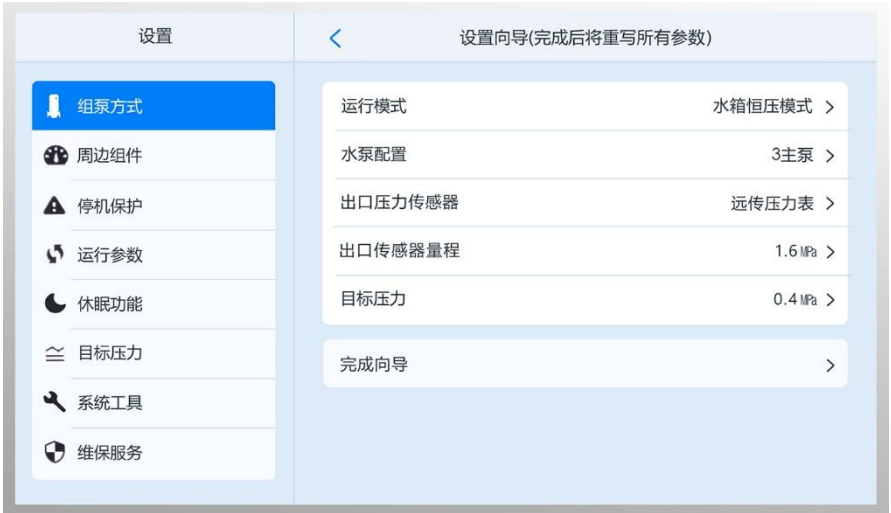 设置
组泵方式
周边组件
停机保护
运行参数
休眠功能
目标压力
系统工具
维保服务
设置向导(完成后将重写所有参数)
运行模式 水箱恒压模式
水泵配置 3主泵
出口压力传感器 远传压力表
出口传感器量程 1.6 MPa
目标压力 0.4 MPa
完成向导